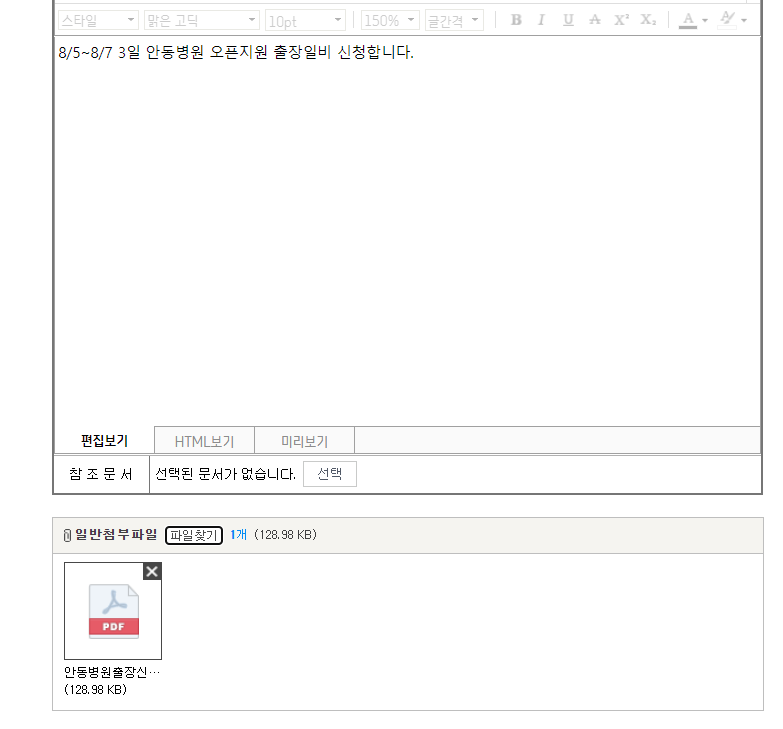 스타일 맑은 고딕 10pt 150% 글간격 B I U A X² X₂ A
8/5~8/7 3일 안동병원 오픈지원 출장일비 신청합니다.
편집보기 HTML보기 미리보기
참 조 문 서 선택된 문서가 없습니다. 선택
일반첨부파일 파일찾기 1개 (128.98 KB)
PDF
안동병원출장신…
(128.98 KB)